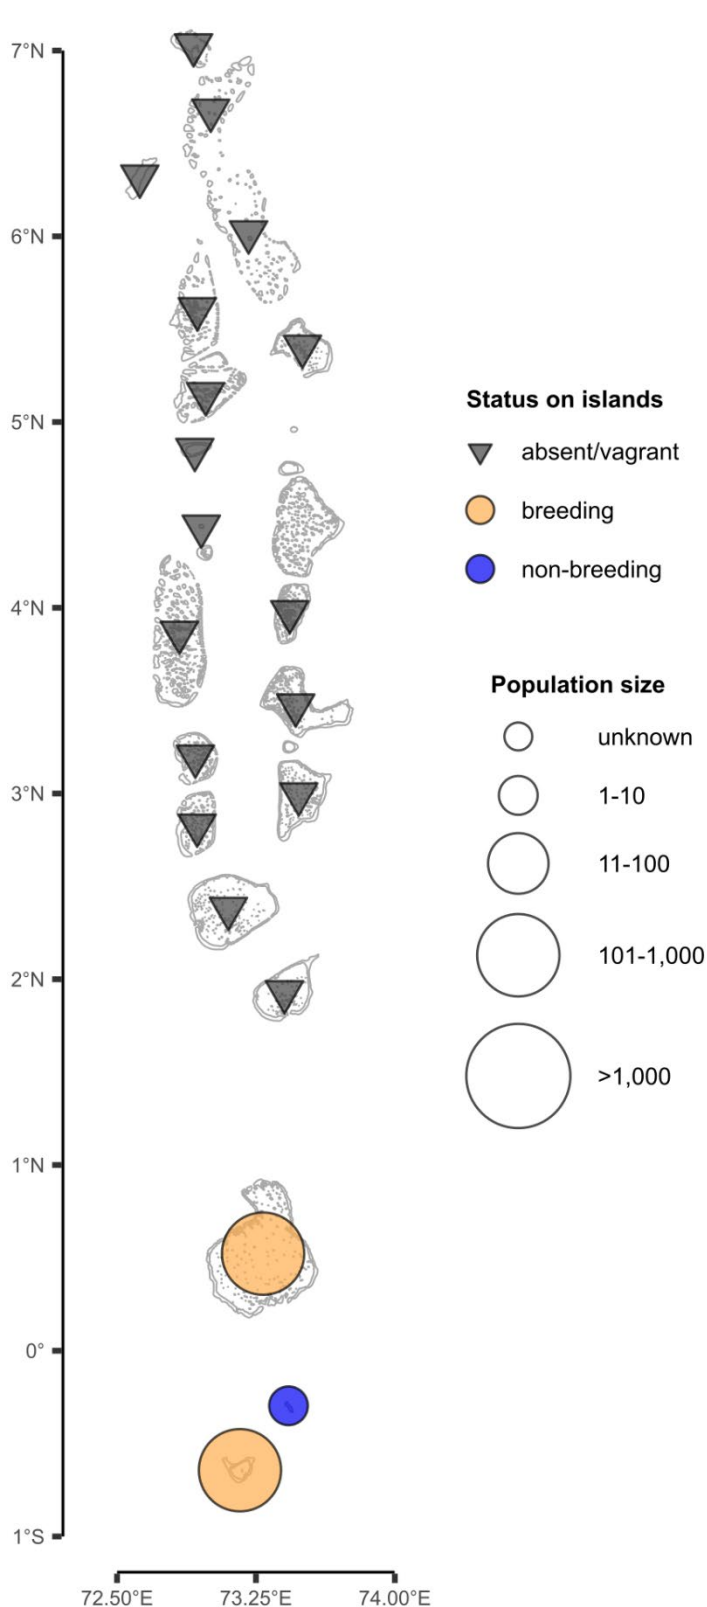 7°N
6°N
5°N
4°N
3°N
2°N
1°N
0°
1°S
72.50°E 73.25°E 74.00°E
Status on islands
absent/vagrant
breeding
non-breeding
Population size
unknown
1-10
11-100
101-1,000
>1,000